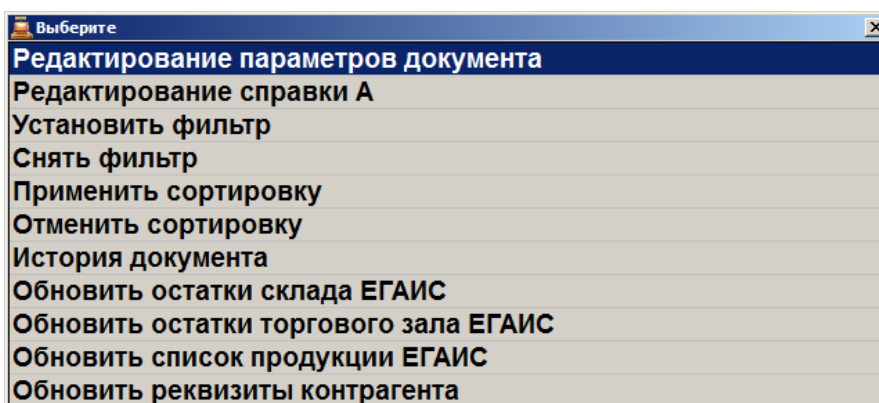 Выберите
Редактирование параметров документа
Редактирование справки А
Установить фильтр
Снять фильтр
Применить сортировку
Отменить сортировку
История документа
Обновить остатки склада ЕГАИС
Обновить остатки торгового зала ЕГАИС
Обновить список продукции ЕГАИС
Обновить реквизиты контрагента